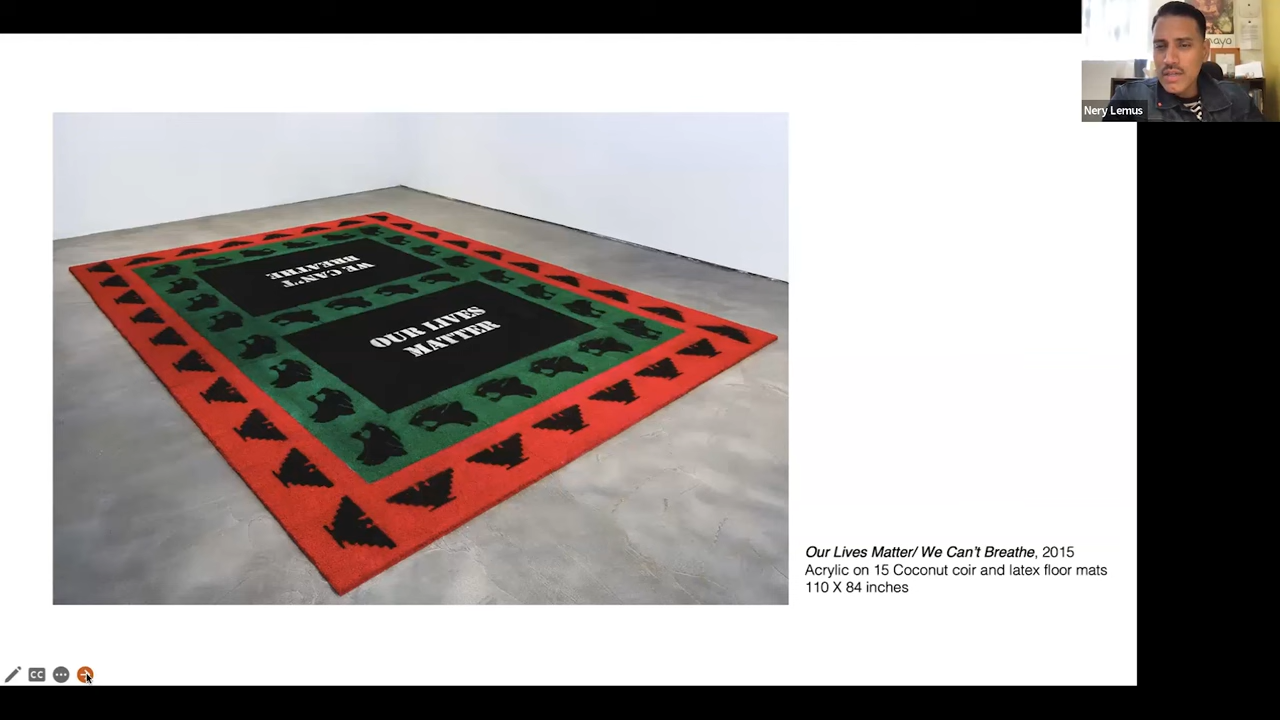 Nery Lemus
WE CAN'T
BREATHE
OUR LIVES
MATTER
Our Lives Matter/ We Can't Breathe, 2015
Acrylic on 15 Coconut coir and latex floor mats
110 X 84 inches
CC